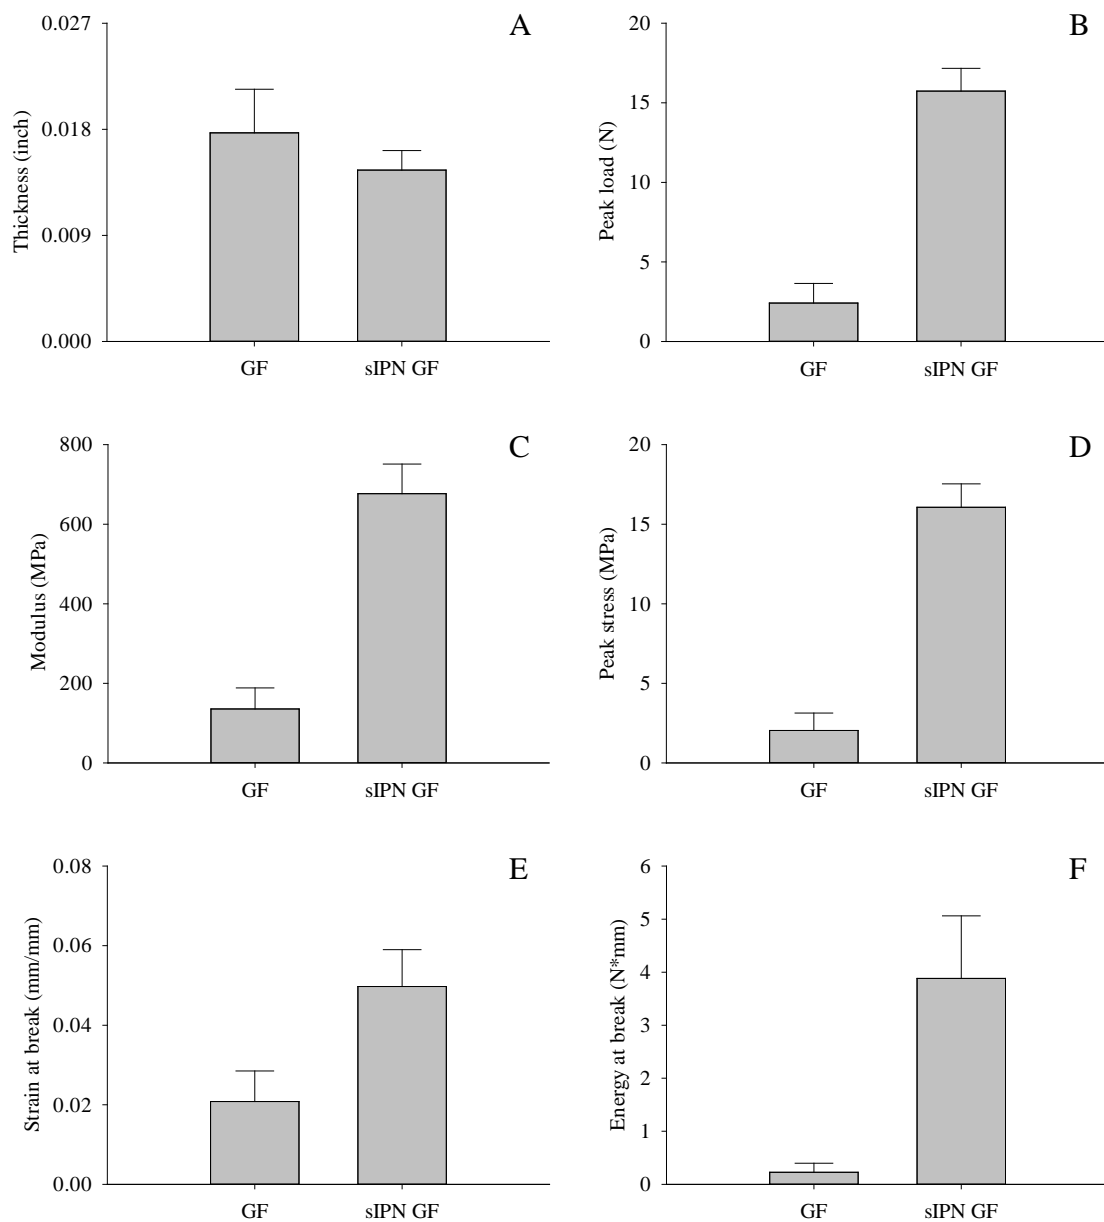 A
Thickness (inch)
0.027
0.018
0.009
0.000
GF
sIPN GF
B
Peak load (N)
20
15
10
5
0
GF
sIPN GF
C
Modulus (MPa)
800
600
400
200
0
GF
sIPN GF
D
Peak stress (MPa)
20
15
10
5
0
GF
sIPN GF
E
Strain at break (mm/mm)
0.08
0.06
0.04
0.02
0.00
GF
sIPN GF
F
Energy at break (N*mm)
6
5
4
3
2
1
0
GF
sIPN GF